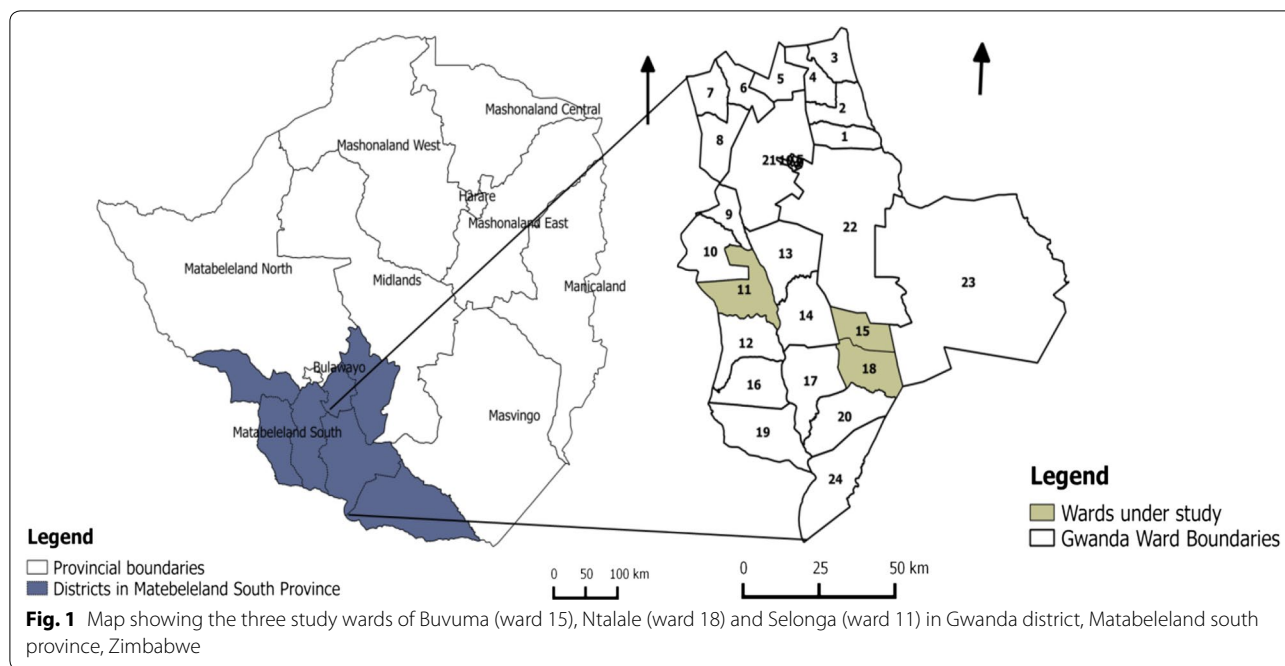 Mashonaland Central
Mashonaland West
Harare
Mashonaland East
Matabeleland North
Midlands
Manicaland
Bulawayo
Masvingo
Matabeleland South
Legend
Provincial boundaries
Districts in Matebeleland South Province
0 50 100 km
3
5
4
7
6
2
1
8
21
9
22
10
13
23
11
14
15
12
18
17
16
20
19
24
Legend
Wards under study
Gwanda Ward Boundaries
0 25 50 km
Fig. 1 Map showing the three study wards of Buvuma (ward 15), Ntalale (ward 18) and Selonga (ward 11) in Gwanda district, Matabeleland south
province, Zimbabwe